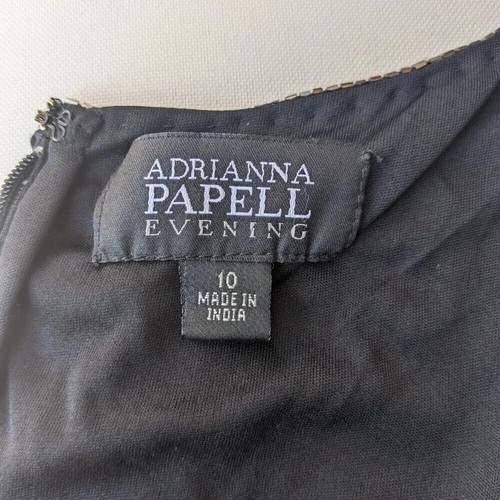 ADRIANNA
PAPELL
EVENING
10
MADE IN
INDIA